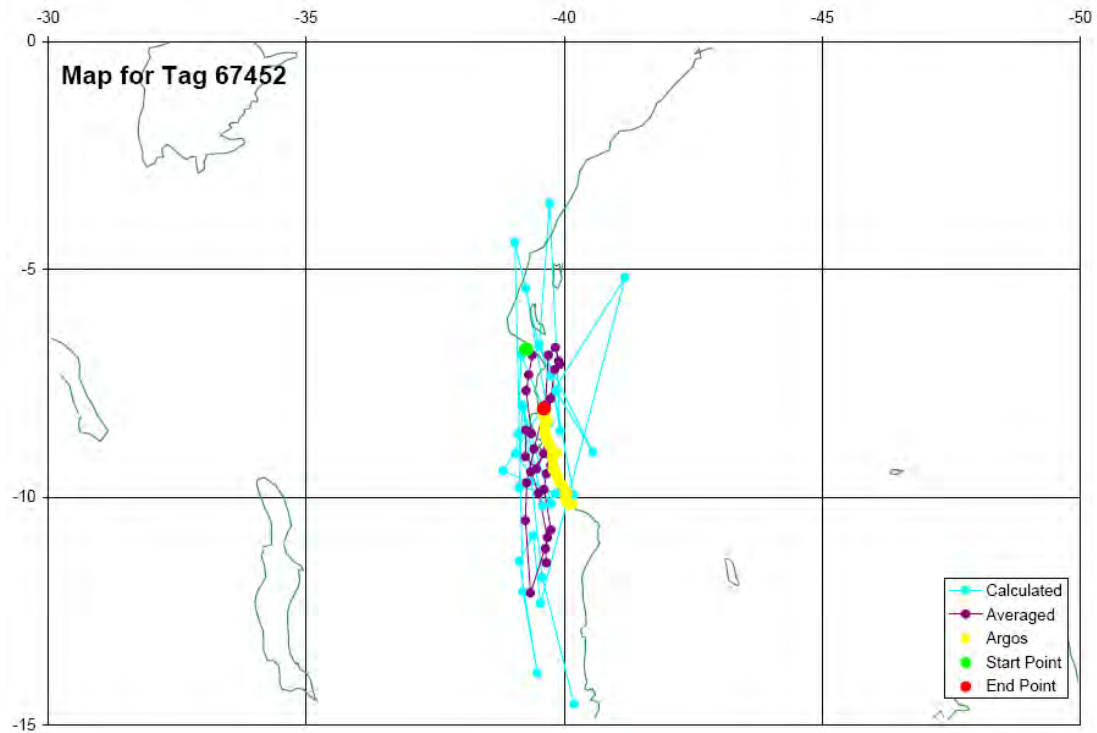 -30 -35 -40 -45 -50
0
Map for Tag 67452
-5
-10
Calculated
Averaged
Argos
Start Point
End Point
-15